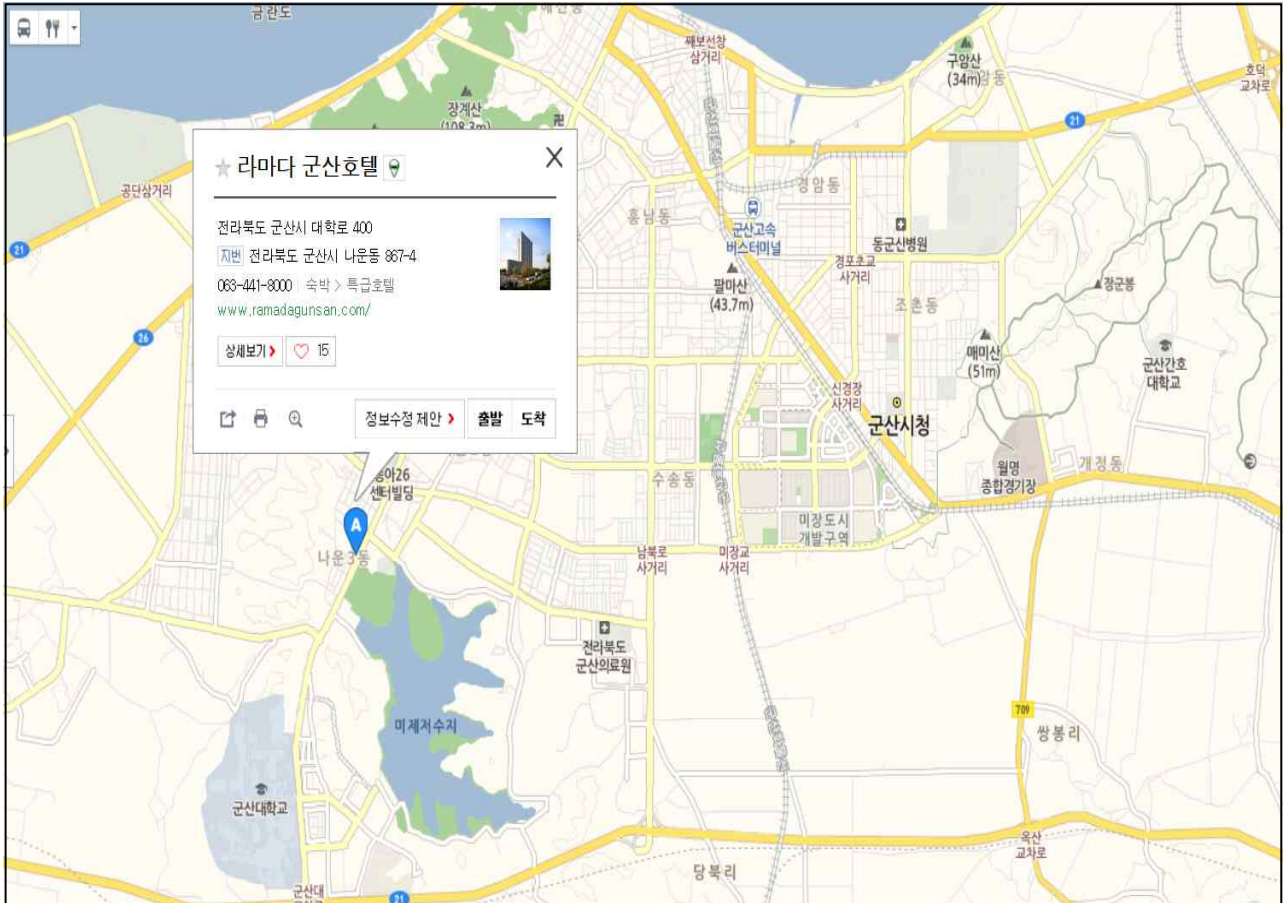 금란도
째보선창
삼거리
구암산
(34m)
호덕
교차로
장계산
(108.3m)
21
라마다 군산호텔
X
공단삼거리
경암동
전라북도 군산시 대학로 400
흥남동
군산고속
버스터미널
동군산병원
지번 전라북도 군산시 나운동 867-4
21
경포초교
사거리
063-441-8000 숙박 > 특급호텔
팔마산
(43.7m)
장군봉
www.ramadagunsan.com/
조촌동
26
매미산
(51m)
군산간호
대학교
상세보기 > 15
신경장
사거리
정보수정 제안 > 출발 도착
군산시청
월명
종합경기장
개정동
센터빌딩
수송동
A
미장도시
개발구역
나운3동
남북로
사거리
미장교
사거리
전라북도
군산의료원
709
미제저수지
쌍봉리
군산대학교
옥산
교차로
당북리
군산대
21